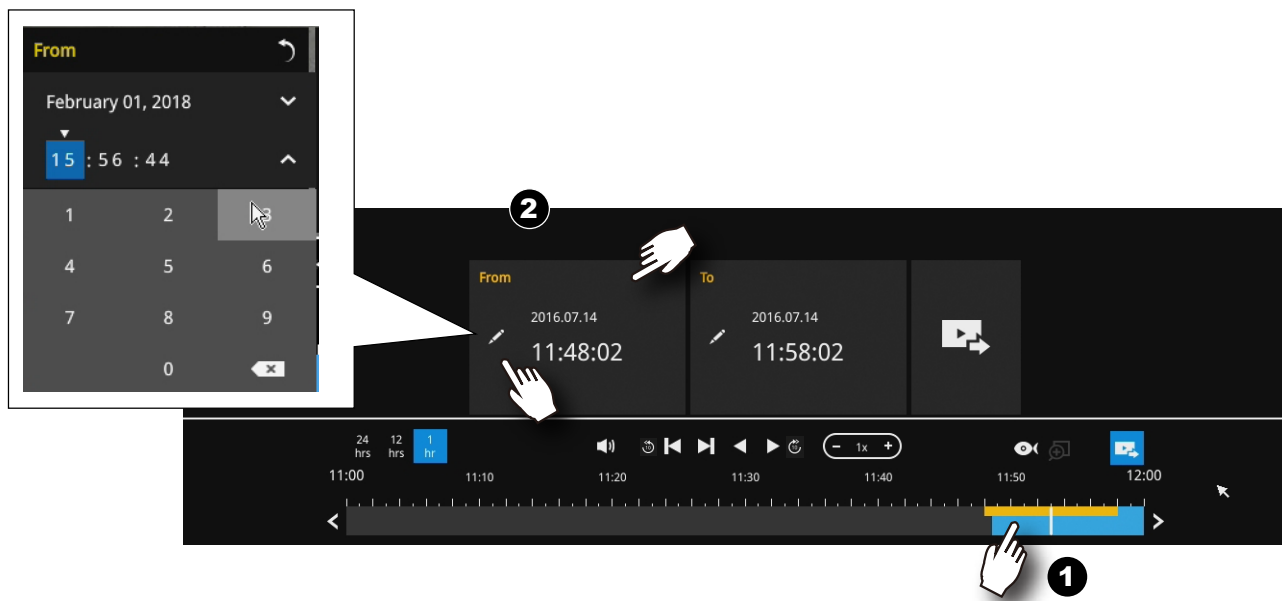 From
February 01, 2018
15 : 56 : 44
1 2 3
4 5 6
7 8 9
0
2
From
2016.07.14
11:48:02
To
2016.07.14
11:58:02
24 hrs
12 hrs
1 hr
10
- 1x +
10
11:00 11:10 11:20 11:30 11:40 11:50 12:00
1